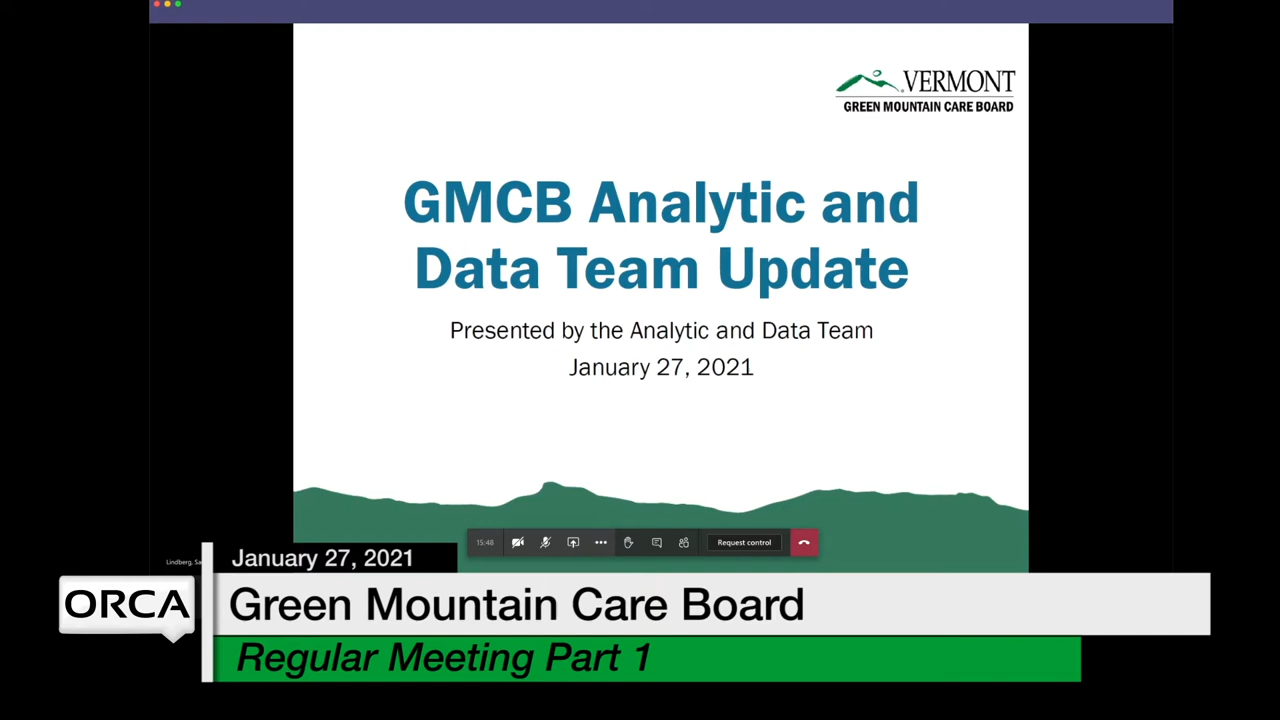 VERMONT
GREEN MOUNTAIN CARE BOARD
GMCB Analytic and
Data Team Update
Presented by the Analytic and Data Team
January 27, 2021
15:48
Request control
Lindberg,
January 27, 2021
ORCA
Green Mountain Care Board
Regular Meeting Part 1